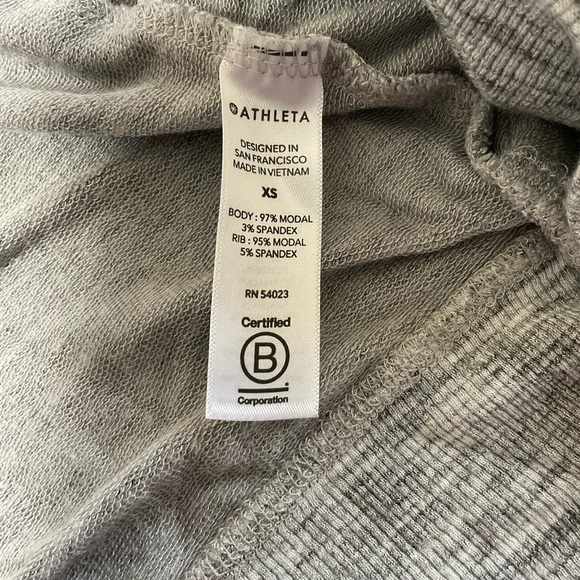 ATHLETA
DESIGNED IN
SAN FRANCISCO
MADE IN VIETNAM
XS
BODY : 97% MODAL
3% SPANDEX
RIB : 95% MODAL
5% SPANDEX
RN 54023
Certified
B
Corporation